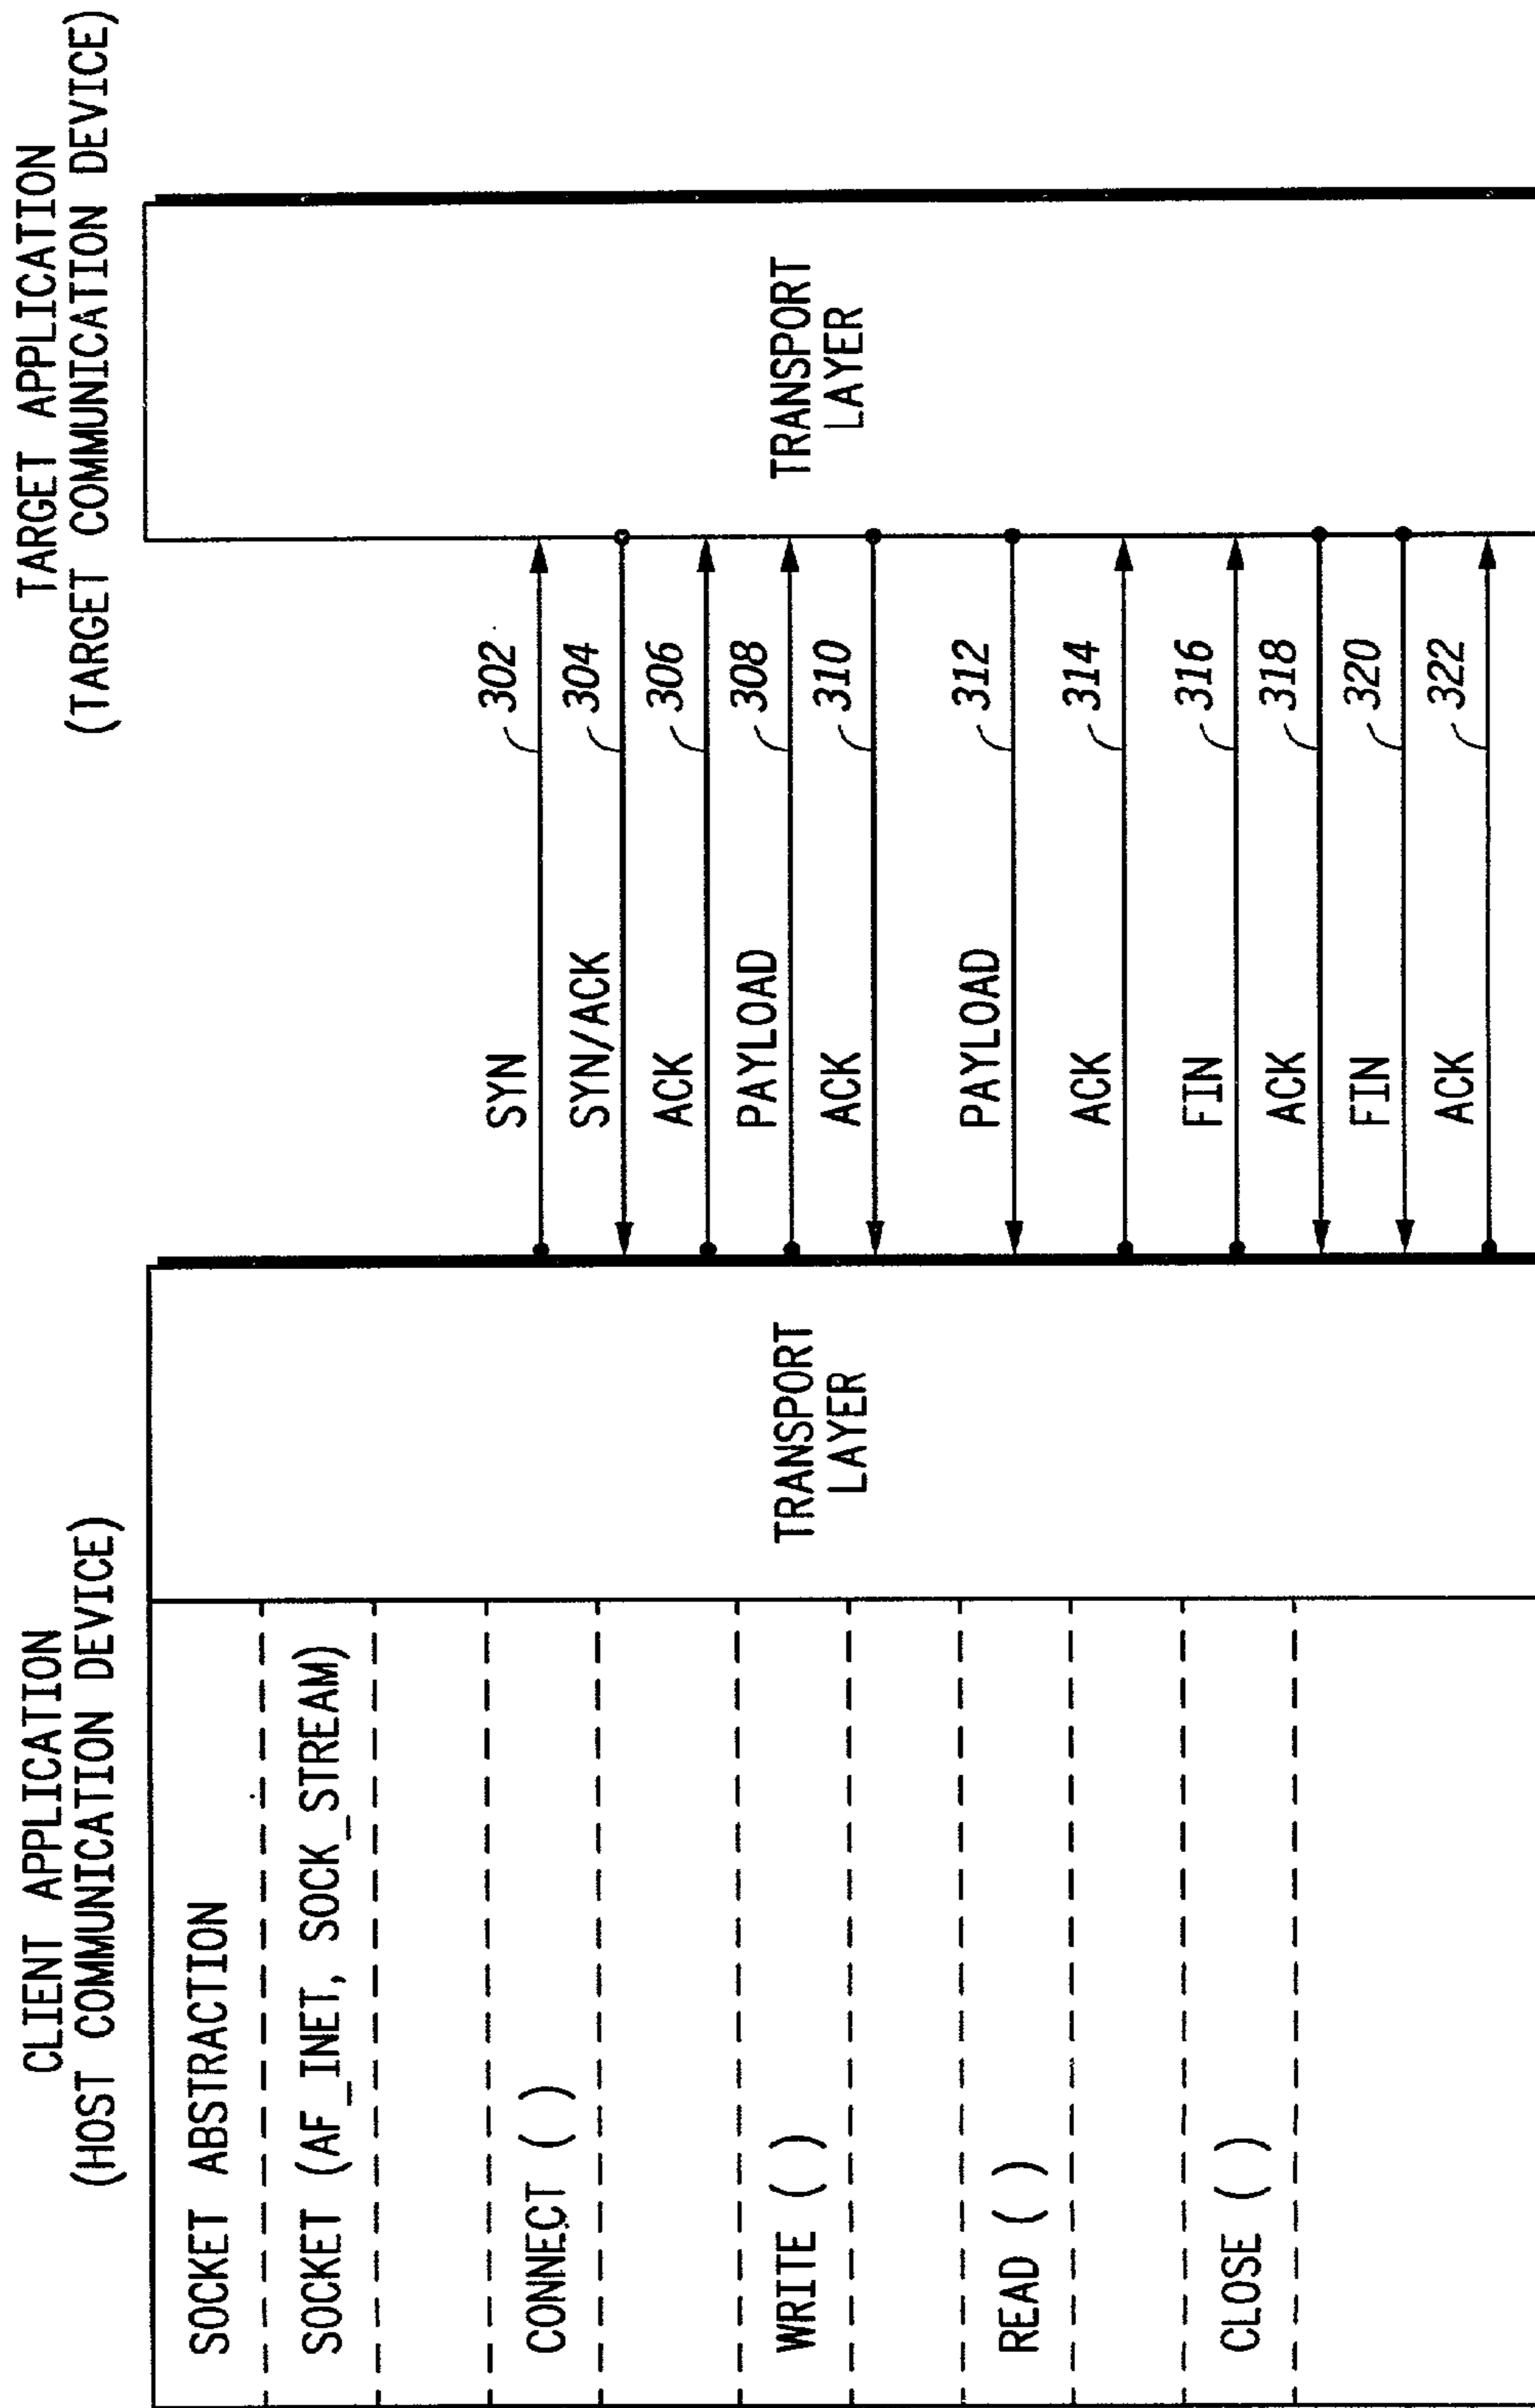 CLIENT APPLICATION
(HOST COMMUNICATION DEVICE)
TARGET APPLICATION
(TARGET COMMUNICATION DEVICE)
SOCKET ABSTRACTION
SOCKET (AF_INET, SOCK_STREAM)
CONNECT ( )
WRITE ( )
READ ( )
CLOSE ( )
TRANSPORT
LAYER
SYN 302
SYN/ACK 304
ACK 306
PAYLOAD 308
ACK 310
PAYLOAD 312
ACK 314
FIN 316
ACK 318
FIN 320
ACK 322
TRANSPORT
LAYER